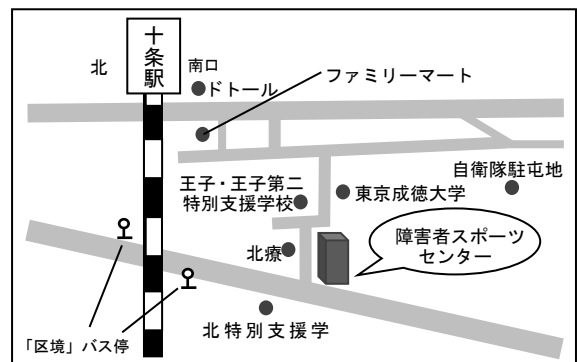 十条駅
北
南口
ドトール
ファミリーマート
自衛隊駐屯地
王子・王子第二
特別支援学校
東京成徳大学
障害者スポーツ
センター
北療
「区境」バス停
北特別支援学